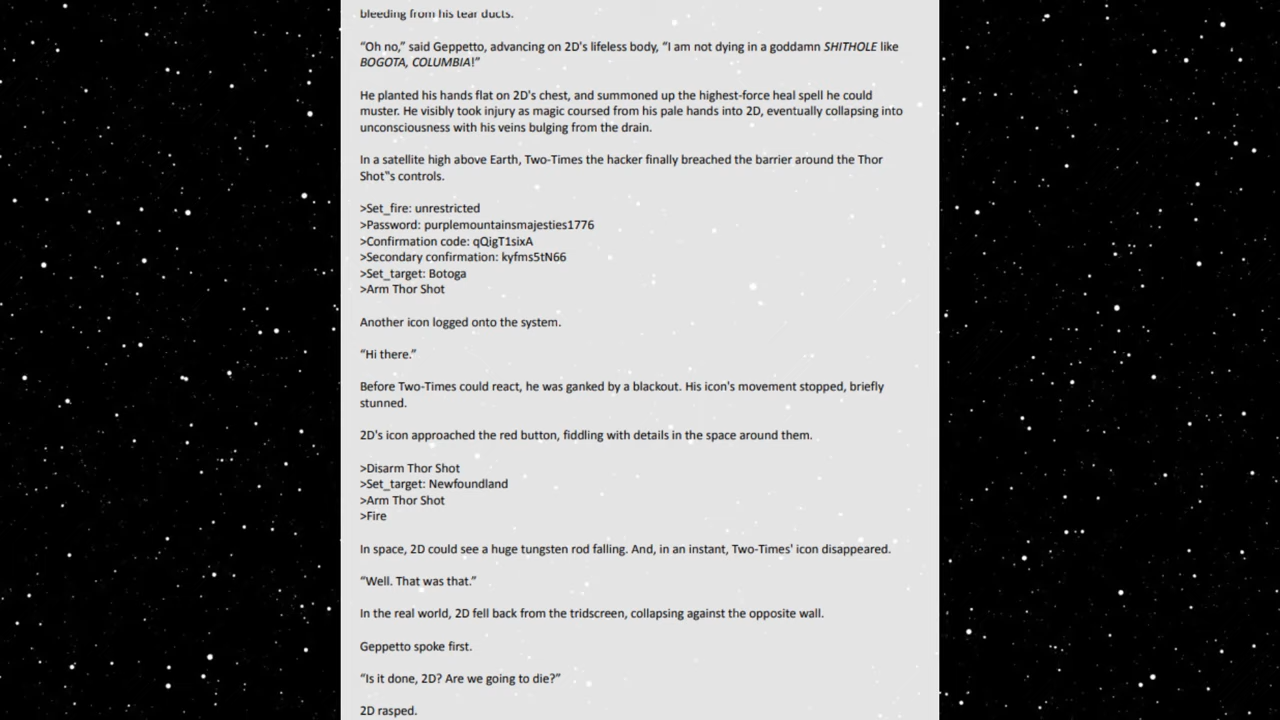 bleeding from his tear ducts.
“Oh no,” said Geppetto, advancing on 2D's lifeless body, “I am not dying in a goddamn SHITHOLE like
BOGOTA, COLUMBIA!”
He planted his hands flat on 2D's chest, and summoned up the highest-force heal spell he could
muster. He visibly took injury as magic coursed from his pale hands into 2D, eventually collapsing into
unconsciousness with his veins bulging from the drain.
In a satellite high above Earth, Two-Times the hacker finally breached the barrier around the Thor
Shot‟s controls.
>Set_fire: unrestricted
>Password: purplemountainsmajesties1776
>Confirmation code: qQigT1sixA
>Secondary confirmation: kyfms5tN66
>Set_target: Botoga
>Arm Thor Shot
Another icon logged onto the system.
“Hi there.”
Before Two-Times could react, he was ganked by a blackout. His icon's movement stopped, briefly
stunned.
2D's icon approached the red button, fiddling with details in the space around them.
>Disarm Thor Shot
>Set_target: Newfoundland
>Arm Thor Shot
>Fire
In space, 2D could see a huge tungsten rod falling. And, in an instant, Two-Times' icon disappeared.
“Well. That was that.”
In the real world, 2D fell back from the tridscreen, collapsing against the opposite wall.
Geppetto spoke first.
“Is it done, 2D? Are we going to die?”
2D rasped.